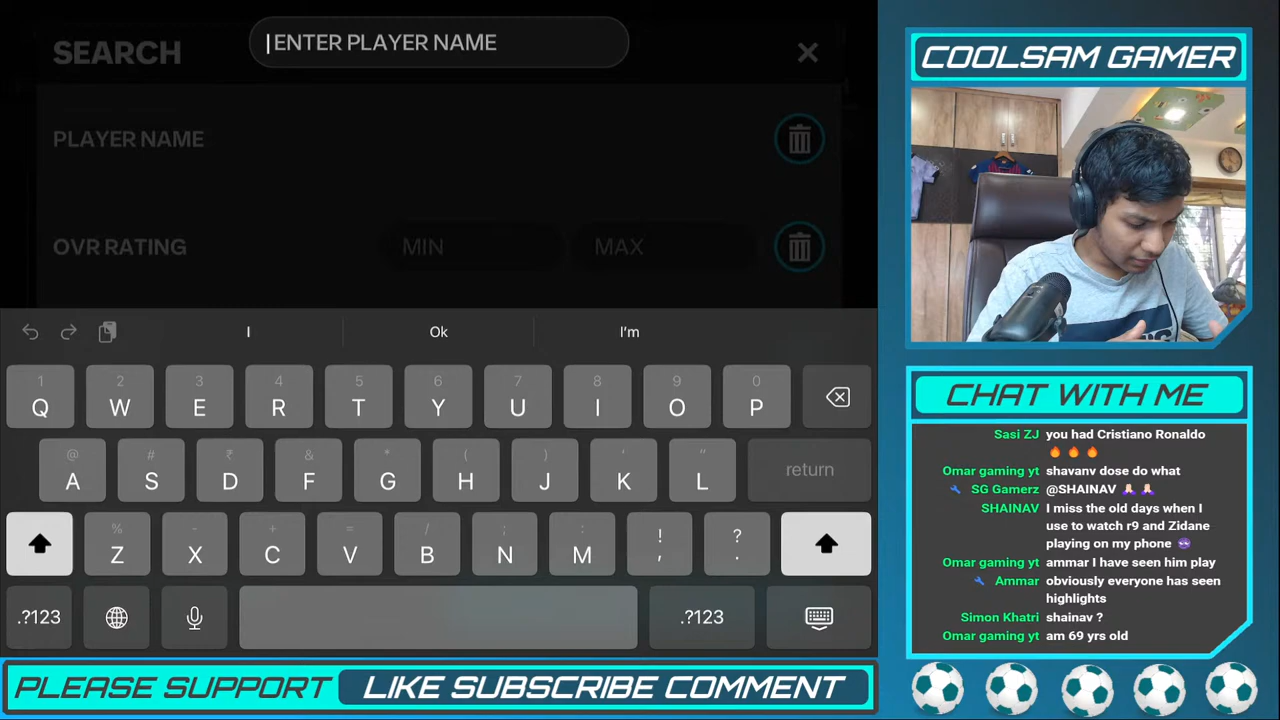 ENTER PLAYER NAME
SEARCH
PLAYER NAME
OVR RATING MIN MAX
I Ok I'm
1 2 3 4 5 6 7 8 9 0
Q W E R T Y U I O P
@ # ₹ & * ( ) ' "
A S D F G H J K L return
% - + = / ; : ! ?
Z X C V B N M , .
.?123 .?123
PLEASE SUPPORT LIKE SUBSCRIBE COMMENT
COOLSAM GAMER
CHAT WITH ME
Sasi ZJ you had Cristiano Ronaldo
🔥 🔥 🔥
Omar gaming yt shavanv dose do what
SG Gamerz @SHAINAV 🙏🏻 🙏🏻
SHAINAV I miss the old days when I
use to watch r9 and Zidane
playing on my phone
Omar gaming yt ammar I have seen him play
Ammar obviously everyone has seen
highlights
Simon Khatri shainav ?
Omar gaming yt am 69 yrs old